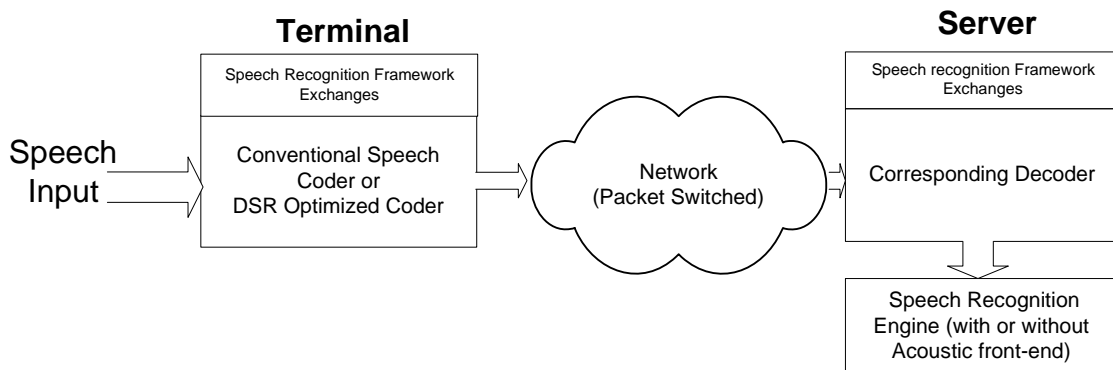 Terminal
Server
Speech Recognition Framework
Exchanges
Speech recognition Framework
Exchanges
Speech
Input
Conventional Speech
Coder or
DSR Optimized Coder
Network
(Packet Switched)
Corresponding Decoder
Speech Recognition
Engine (with or without
Acoustic front-end)